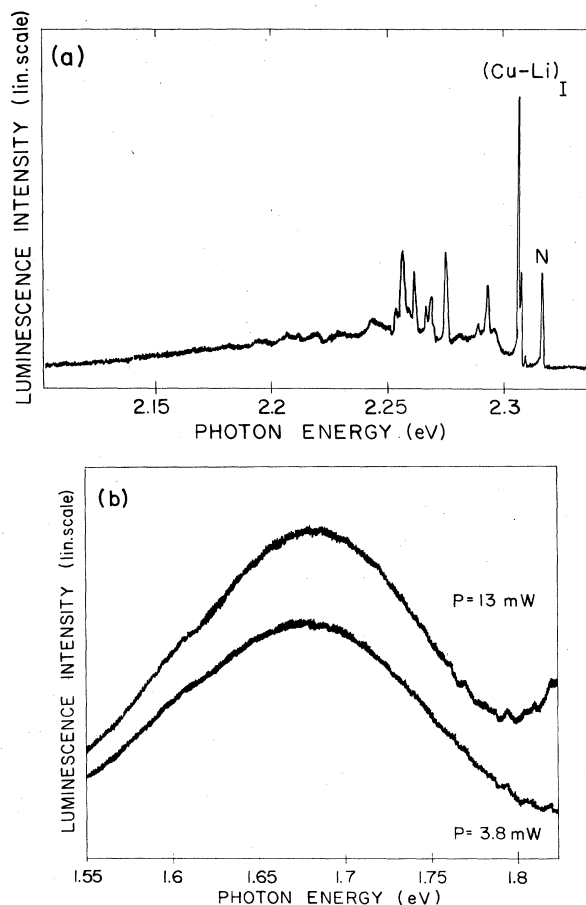 (a)
(Cu-Li)I
N
LUMINESCENCE INTENSITY (lin.scale)
2.15 2.2 2.25 2.3
PHOTON ENERGY (eV)
(b)
P= 13 mW
P= 3.8 mW
LUMINESCENCE INTENSITY (lin.scale)
1.55 1.6 1.65 1.7 1.75 1.8
PHOTON ENERGY (eV)